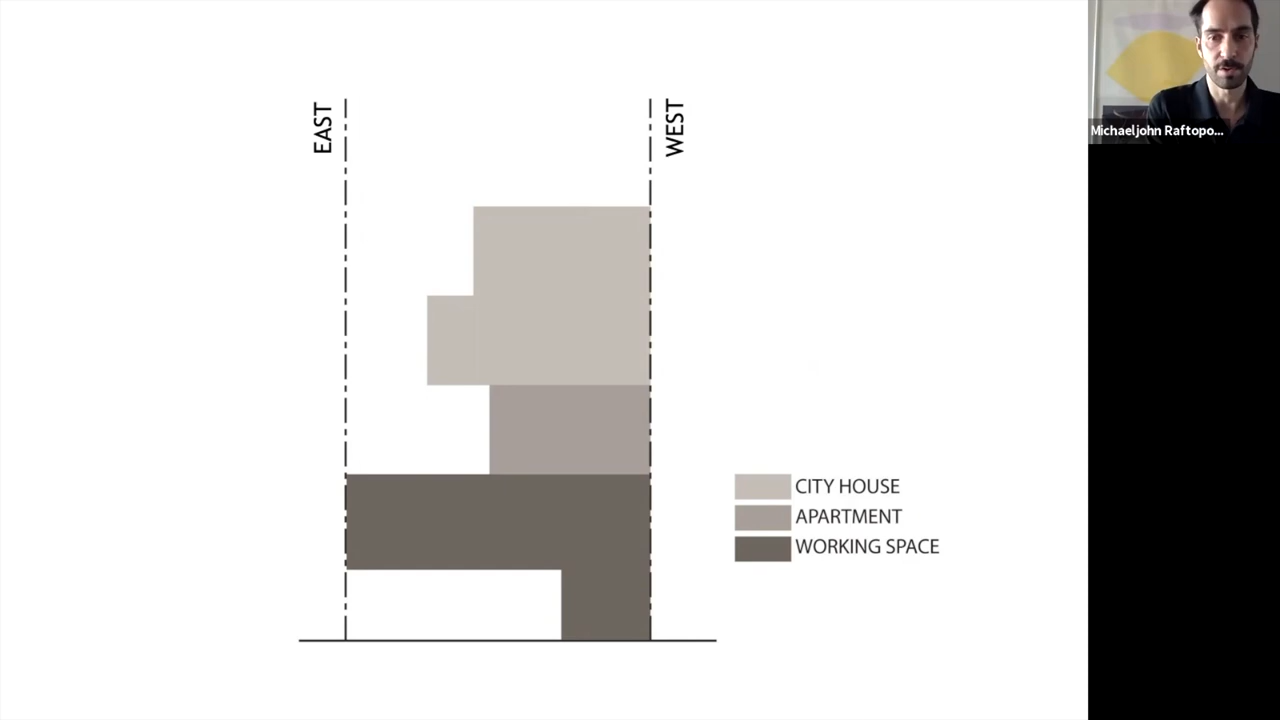 EAST
WEST
CITY HOUSE
APARTMENT
WORKING SPACE
Michaeljohn Raftopo...